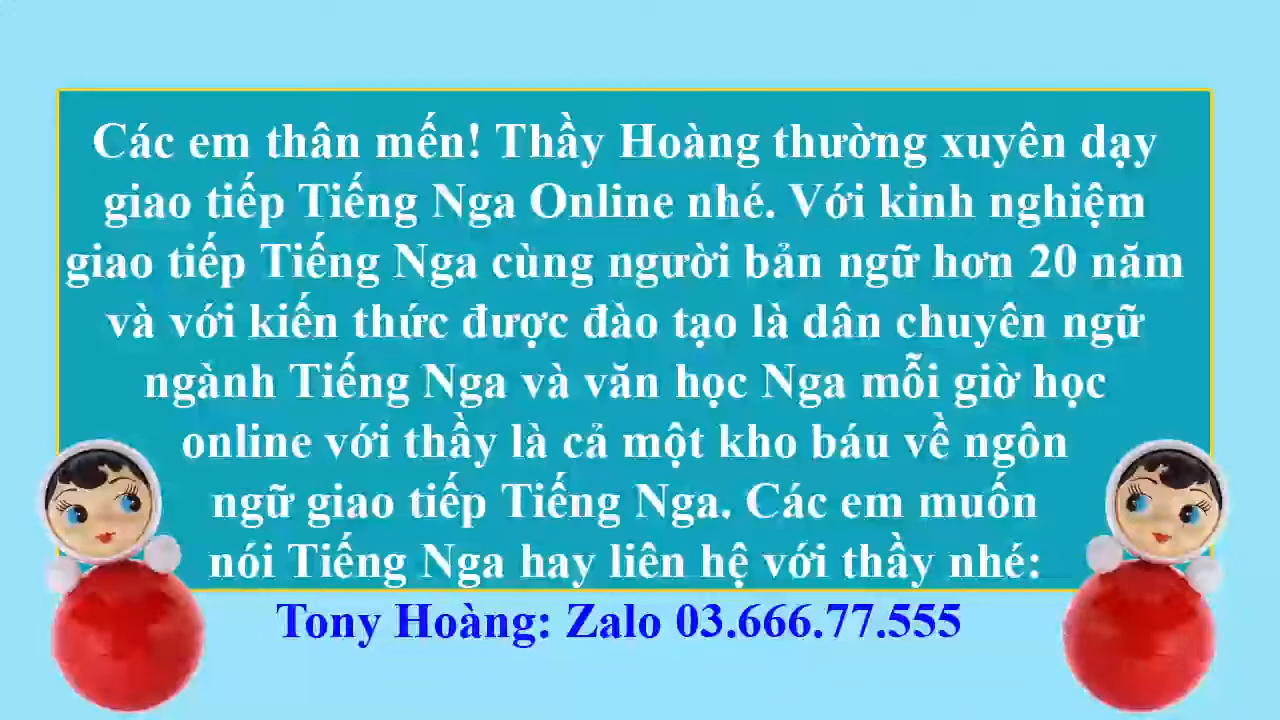 Các em thân mến! Thầy Hoàng thường xuyên dạy
giao tiếp Tiếng Nga Online nhé. Với kinh nghiệm
giao tiếp Tiếng Nga cùng người bản ngữ hơn 20 năm
và với kiến thức được đào tạo là dân chuyên ngữ
ngành Tiếng Nga và văn học Nga mỗi giờ học
online với thầy là cả một kho báu về ngôn
ngữ giao tiếp Tiếng Nga. Các em muốn
nói Tiếng Nga hay liên hệ với thầy nhé:
Tony Hoàng: Zalo 03.666.77.555